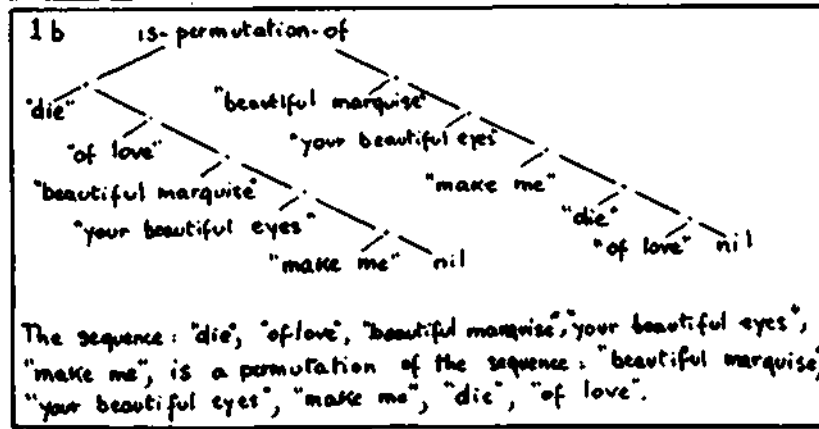 1b is-permutation-of
"die" "beautiful marquise"
"of love" "your beautiful eyes"
"beautiful marquise" "make me"
"your beautiful eyes" "die"
"make me" nil "of love" nil
The sequence: "die", "of love", "beautiful marquise", "your beautiful eyes",
"make me", is a permutation of the sequence: "beautiful marquise",
"your beautiful eyes", "make me", "die", "of love".